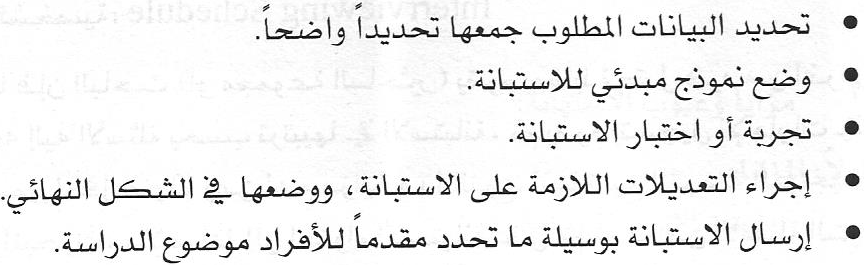 • تحديد البيانات المطلوب جمعها تحديداً واضحاً.
• وضع نموذج مبدئي للاستبانة.
• تجربة أو اختبار الاستبانة.
• إجراء التعديلات اللازمة على الاستبانة، ووضعها في الشكل النهائي.
• إرسال الاستبانة بوسيلة ما تحدد مقدماً للأفراد موضوع الدراسة.